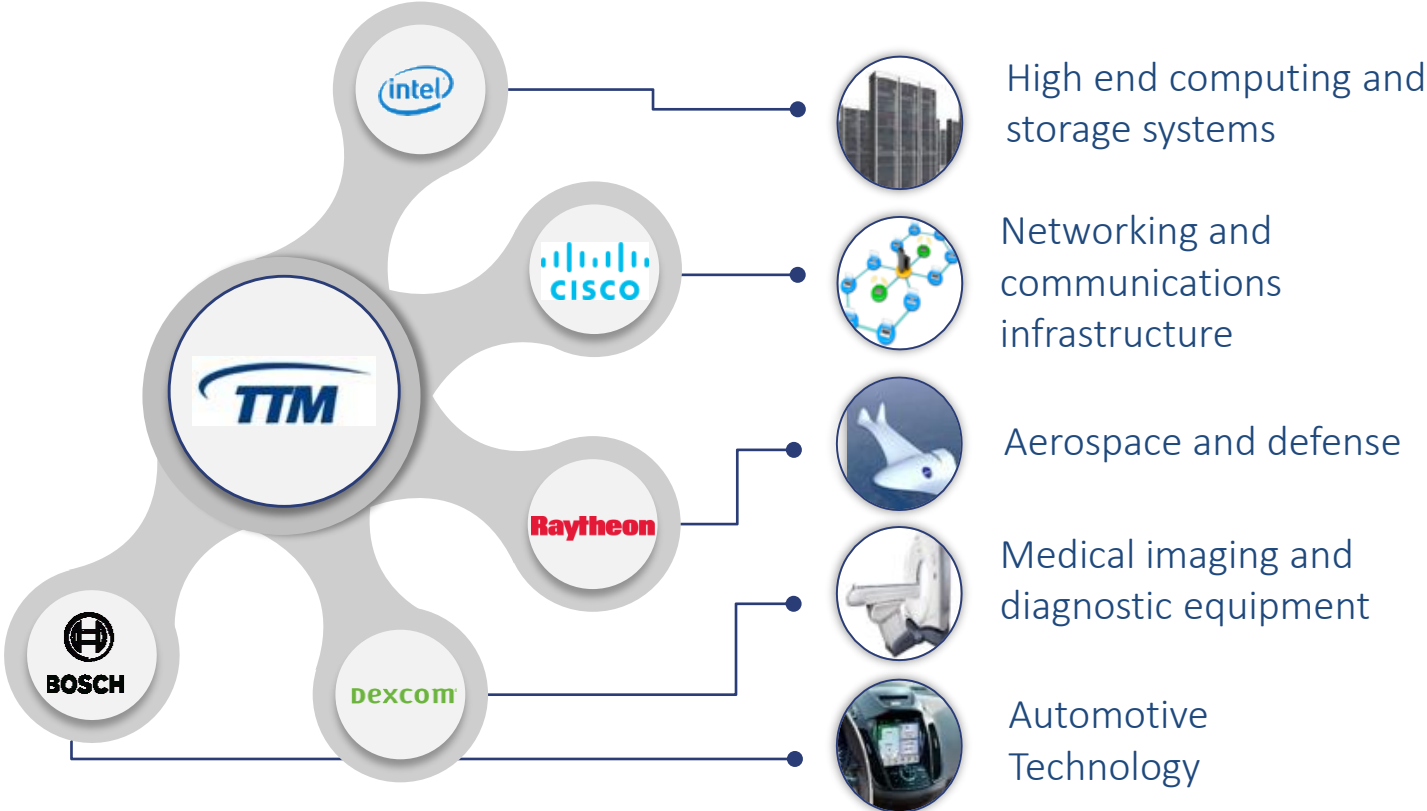 intel
High end computing and
storage systems
CISCO
Networking and
communications
infrastructure
TTM
Raytheon
Aerospace and defense
Dexcom
Medical imaging and
diagnostic equipment
BOSCH
Automotive
Technology